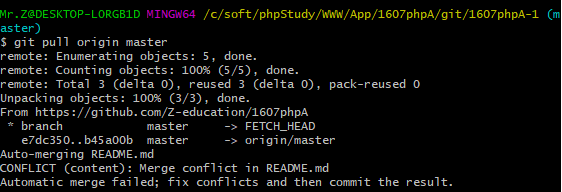 Mr.Z@DESKTOP-LORGB1D MINGW64 /c/soft/phpStudy/WWW/App/1607phpA/git/1607phpA-1 (m
aster)
$ git pull origin master
remote: Enumerating objects: 5, done.
remote: Counting objects: 100% (5/5), done.
remote: Total 3 (delta 0), reused 3 (delta 0), pack-reused 0
Unpacking objects: 100% (3/3), done.
From https://github.com/Z-education/1607phpA
 * branch            master     -> FETCH_HEAD
   e7dc350..b45a00b  master     -> origin/master
Auto-merging README.md
CONFLICT (content): Merge conflict in README.md
Automatic merge failed; fix conflicts and then commit the result.